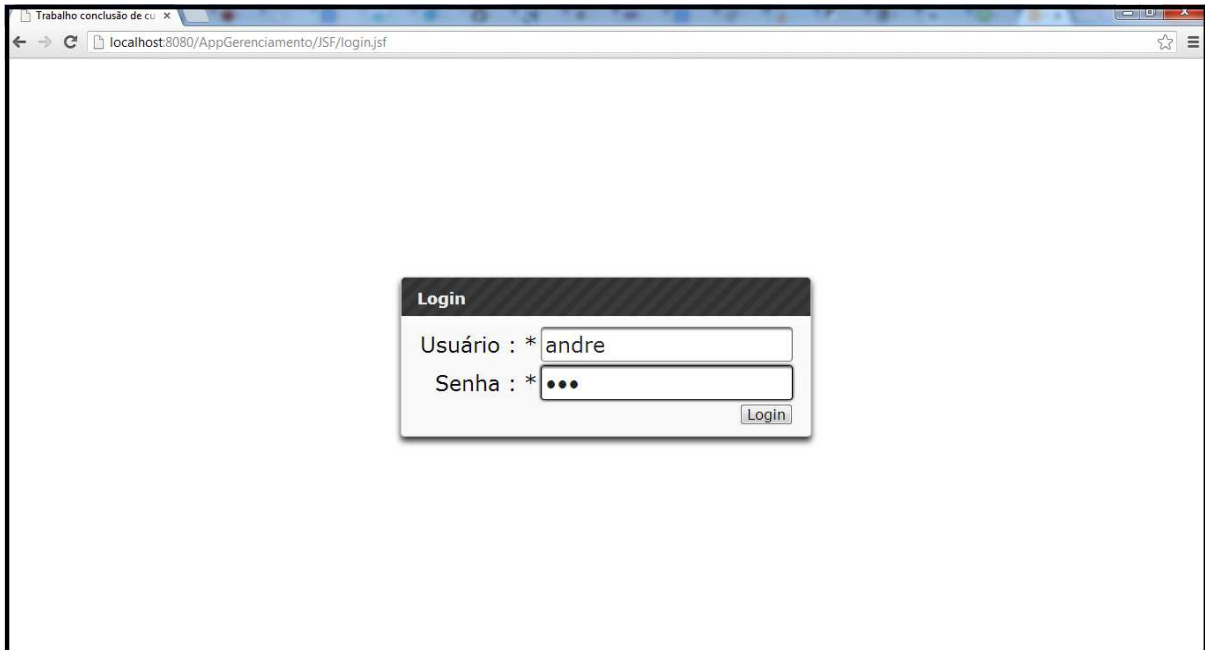 Trabalho conclusão de cu
localhost:8080/AppGerenciamento/JSF/login.jsf
Login
Usuário : * andre
Senha : * •••
Login